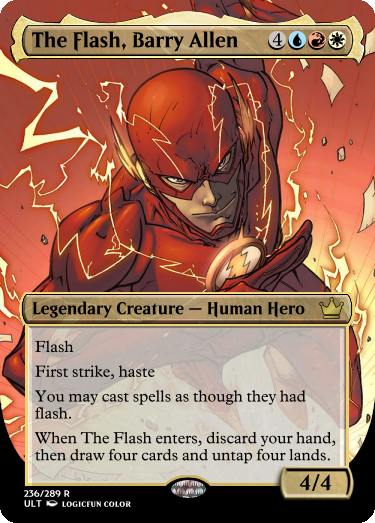 The Flash, Barry Allen 4
Legendary Creature — Human Hero
Flash
First strike, haste
You may cast spells as though they had
flash.
When The Flash enters, discard your hand,
then draw four cards and untap four lands.
4/4
236/289 R
ULT LOGICFUN COLOR